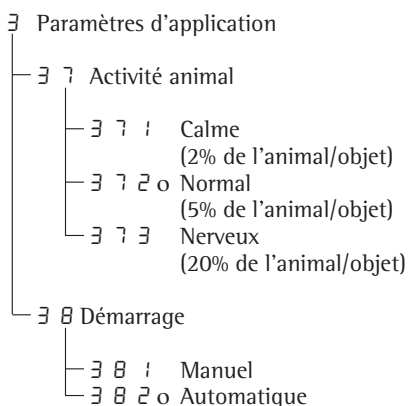 3 Paramètres d'application
3 7 Activité animal
3 7 1 Calme
(2% de l'animal/objet)
3 7 2 o Normal
(5% de l'animal/objet)
3 7 3 Nerveux
(20% de l'animal/objet)
3 8 Démarrage
3 8 1 Manuel
3 8 2 o Automatique